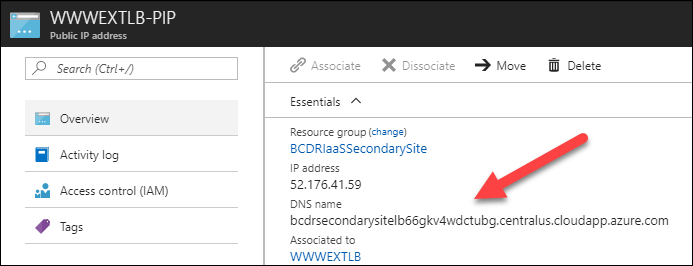 WWWEXTLB-PIP
Public IP address
Search (Ctrl+/)
Overview
Activity log
Access control (IAM)
Tags
Associate Dissociate Move Delete
Essentials
Resource group (change)
BCDRIaaSSecondarySite
IP address
52.176.41.59
DNS name
bcdrsecondarysitelb66gkv4wdctubg.centralus.cloudapp.azure.com
Associated to
WWWEXTLB